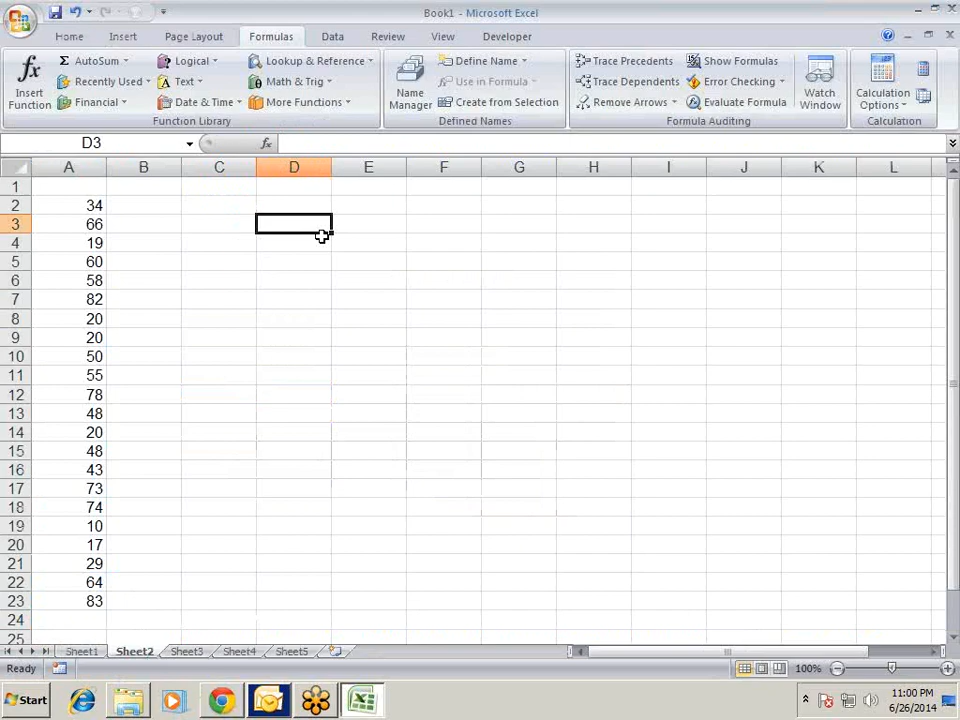 Book1 - Microsoft Excel
Home Insert Page Layout Formulas Data Review View Developer
fx Insert Function
Σ AutoSum
Recently Used
Financial
Logical
Text
Date & Time
Lookup & Reference
Math & Trig
More Functions
Function Library
Name Manager
Define Name
Use in Formula
Create from Selection
Defined Names
Trace Precedents
Trace Dependents
Remove Arrows
Show Formulas
Error Checking
Evaluate Formula
Formula Auditing
Watch Window
Calculation Options
Calculation
D3 fx
A B C D E F G H I J K L
1
2 34
3 66
4 19
5 60
6 58
7 82
8 20
9 20
10 50
11 55
12 78
13 48
14 20
15 48
16 43
17 73
18 74
19 10
20 17
21 29
22 64
23 83
24
25
Sheet1 Sheet2 Sheet3 Sheet4 Sheet5
Ready 100%
Start
11:00 PM
6/26/2014